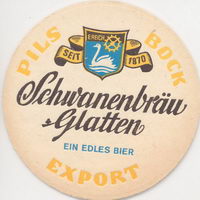 PILS
BOCK
SEIT
1870
Schwanenbräu
Glatten
EIN EDLES BIER
EXPORT